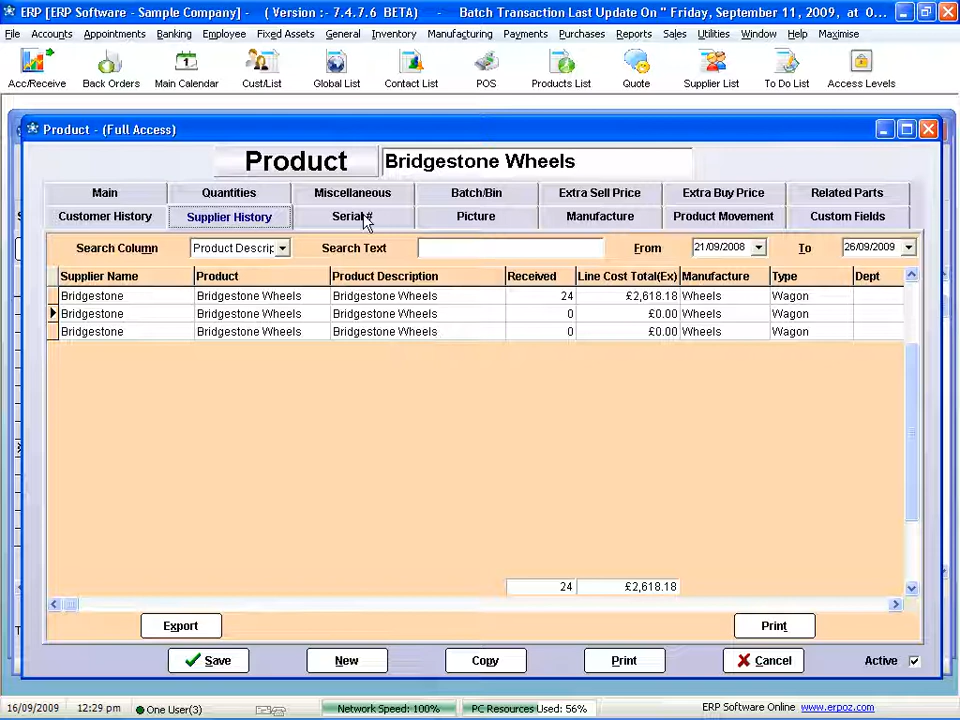 ERP [ERP Software - Sample Company] - ( Version :- 7.4.7.6 BETA) - Batch Transaction Last Update On " Friday, September 11, 2009, at O...
File Accounts Appointments Banking Employee Fixed Assets General Inventory Manufacturing Payments Purchases Reports Sales Utilities Window Help Maximise
Acc/Receive Back Orders Main Calendar Cust/List Global List Contact List POS Products List Quote Supplier List To Do List Access Levels
Product - (Full Access)
Product Bridgestone Wheels
Main Quantities Miscellaneous Batch/Bin Extra Sell Price Extra Buy Price Related Parts
Customer History Supplier History Serial# Picture Manufacture Product Movement Custom Fields
Search Column Product Descrip Search Text From 21/09/2008 To 26/09/2009
Supplier Name Product Product Description Received Line Cost Total(Ex) Manufacture Type Dept
Bridgestone Bridgestone Wheels Bridgestone Wheels 24 £2,618.18 Wheels Wagon
Bridgestone Bridgestone Wheels Bridgestone Wheels 0 £0.00 Wheels Wagon
Bridgestone Bridgestone Wheels Bridgestone Wheels 0 £0.00 Wheels Wagon
24 £2,618.18
Export Print
Save New Copy Print Cancel Active
16/09/2009 12:29 pm One User(3) Network Speed: 100% PC Resources Used: 56% ERP Software Online www.erpoz.com